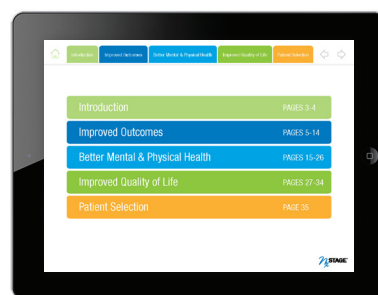 Introduction Improved Outcomes Better Mental & Physical Health Improved Quality of Life Patient Selection
Introduction PAGES 3-4
Improved Outcomes PAGES 5-14
Better Mental & Physical Health PAGES 15-26
Improved Quality of Life PAGES 27-34
Patient Selection PAGE 35
NXSTAGE